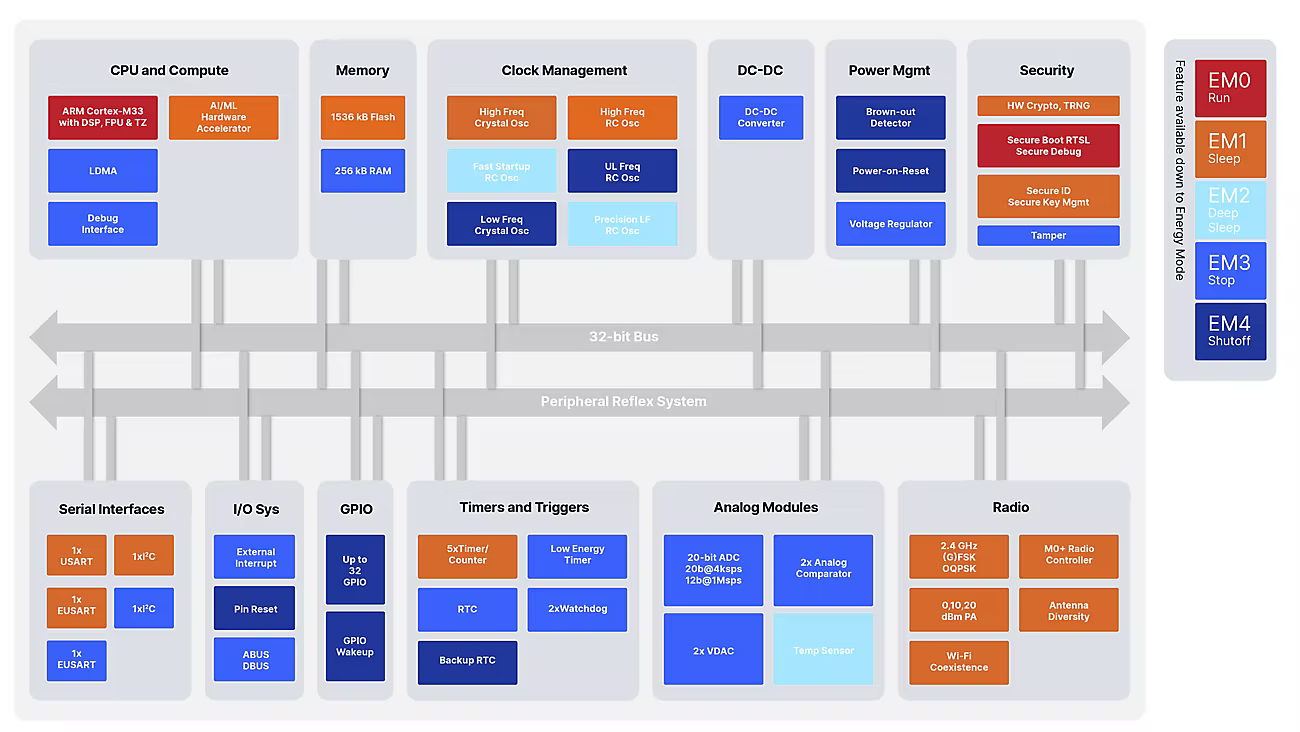 CPU and Compute
ARM Cortex-M33
with DSP, FPU & TZ
AI/ML
Hardware
Accelerator
LDMA
Debug
Interface
Memory
1536 kB Flash
256 kB RAM
Clock Management
High Freq
Crystal Osc
High Freq
RC Osc
Fast Startup
RC Osc
UL Freq
RC Osc
Low Freq
Crystal Osc
Precision LF
RC Osc
DC-DC
DC-DC
Converter
Power Mgmt
Brown-out
Detector
Power-on-Reset
Voltage Regulator
Security
HW Crypto, TRNG
Secure Boot RTSL
Secure Debug
Secure ID
Secure Key Mgmt
Tamper
Feature available down to Energy Mode
EM0
Run
EM1
Sleep
EM2
Deep
Sleep
EM3
Stop
EM4
Shutoff
32-bit Bus
Peripheral Reflex System
Serial Interfaces
1x
USART
1xI²C
1x
EUSART
1xI²C
1x
EUSART
I/O Sys
External
Interrupt
Pin Reset
ABUS
DBUS
GPIO
Up to
32
GPIO
GPIO
Wakeup
Timers and Triggers
5xTimer/
Counter
Low Energy
Timer
RTC
2xWatchdog
Backup RTC
Analog Modules
20-bit ADC
20b@4ksps
12b@1Msps
2x Analog
Comparator
2x VDAC
Temp Sensor
Radio
2.4 GHz
(G)FSK
OQPSK
M0+ Radio
Controller
0,10,20
dBm PA
Antenna
Diversity
Wi-Fi
Coexistence